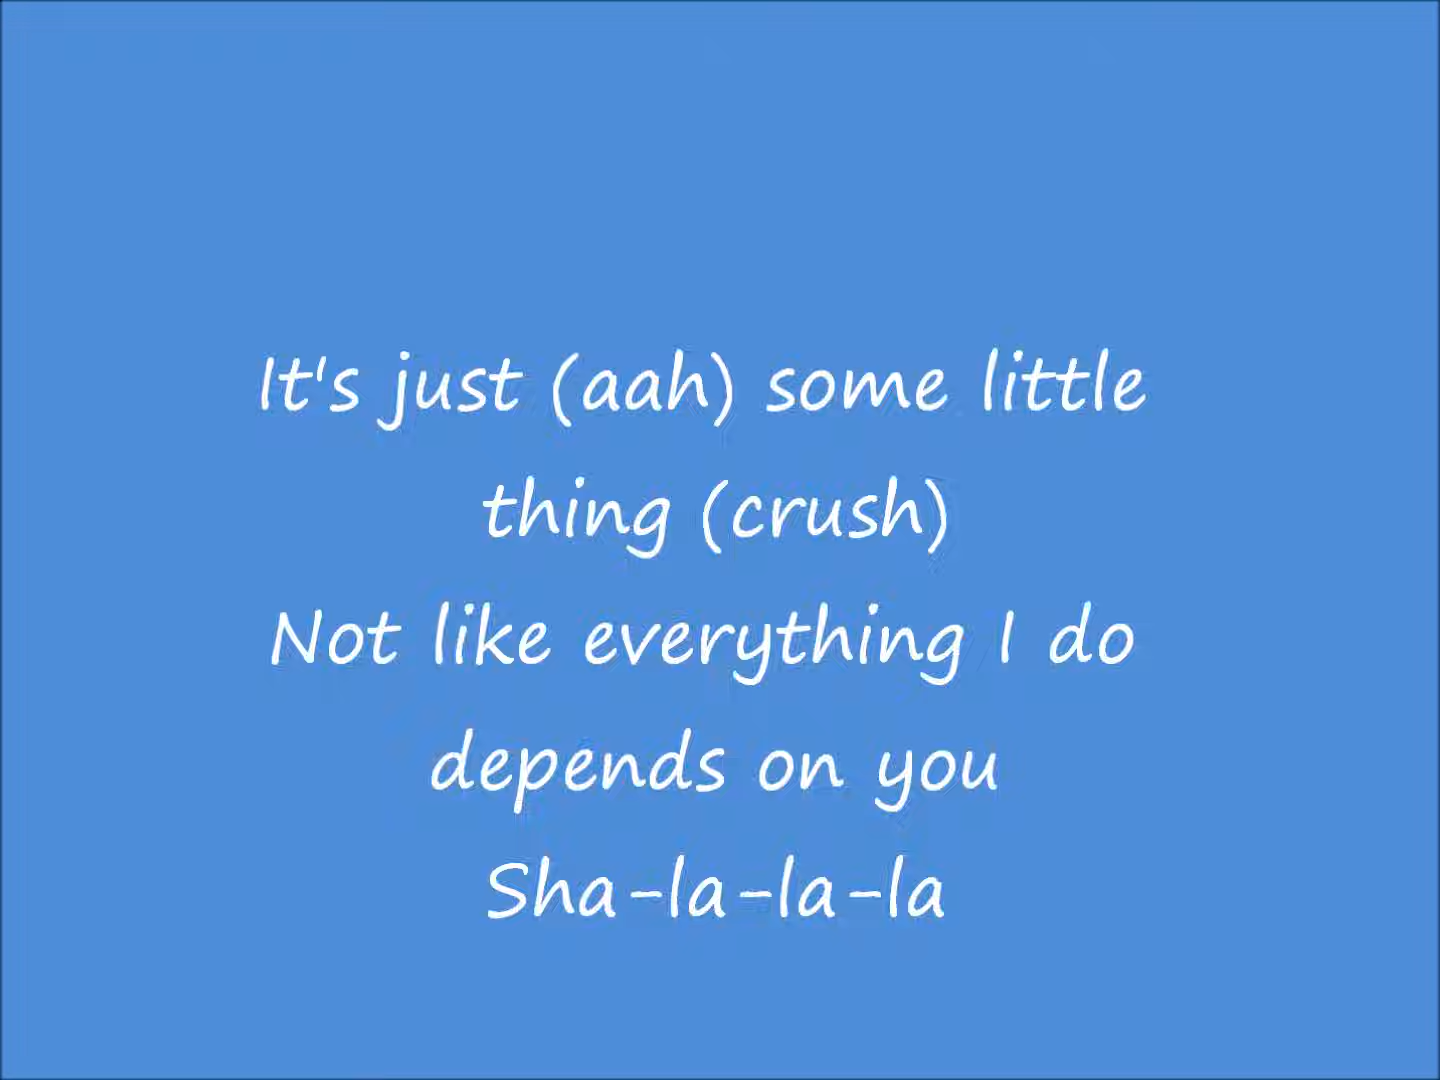 It's just (aah) some little
thing (crush)
Not like everything I do
depends on you
Sha-la-la-la